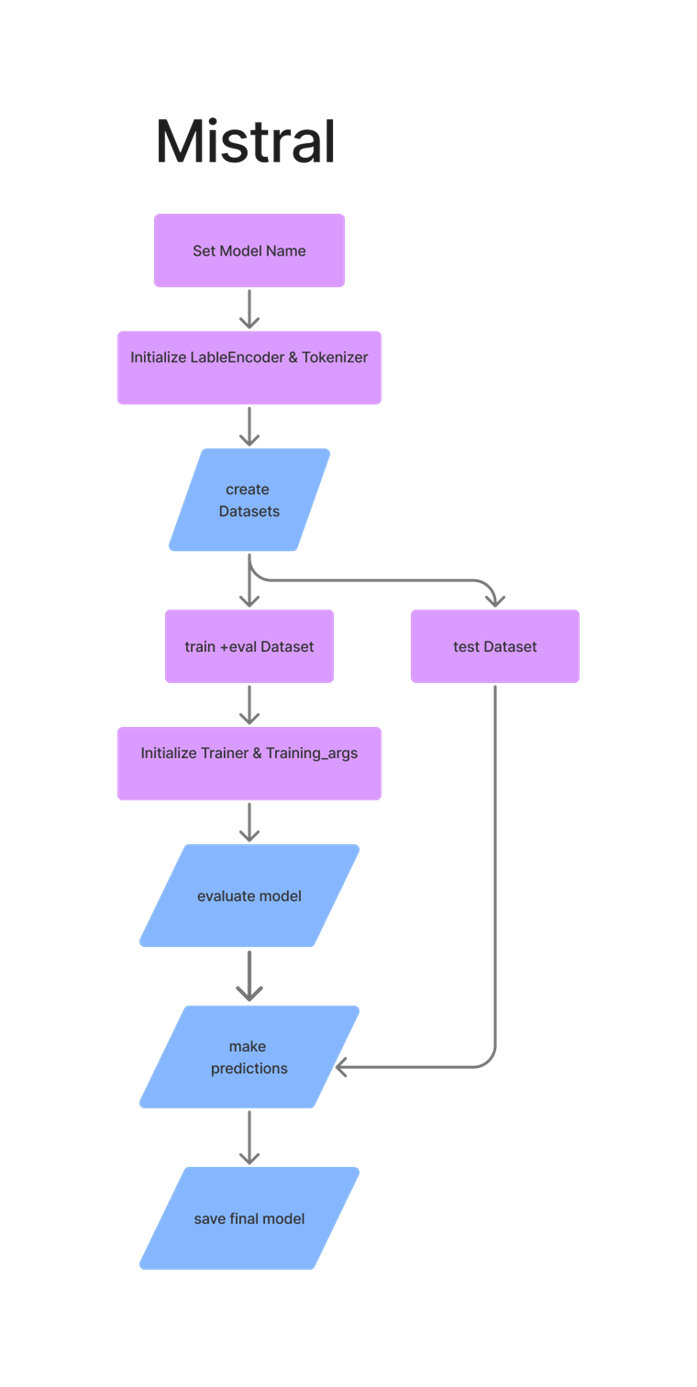 Mistral
Set Model Name
Initialize LableEncoder & Tokenizer
create
Datasets
train +eval Dataset
test Dataset
Initialize Trainer & Training_args
evaluate model
make
predictions
save final model